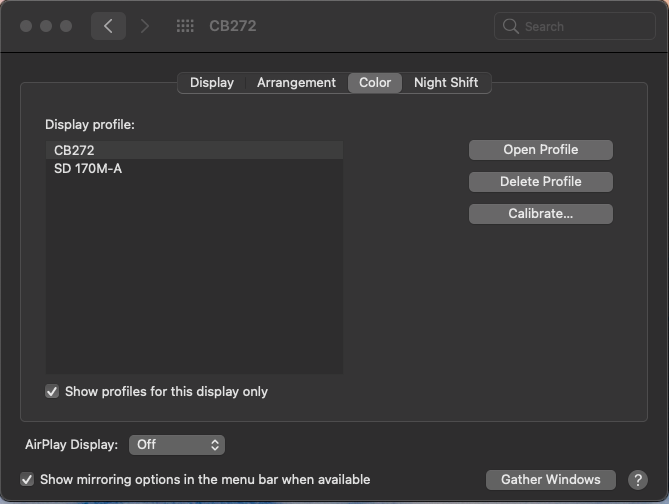 CB272
Search
Display Arrangement Color Night Shift
Display profile:
CB272
SD 170M-A
Open Profile
Delete Profile
Calibrate...
Show profiles for this display only
AirPlay Display: Off
Show mirroring options in the menu bar when available
Gather Windows ?